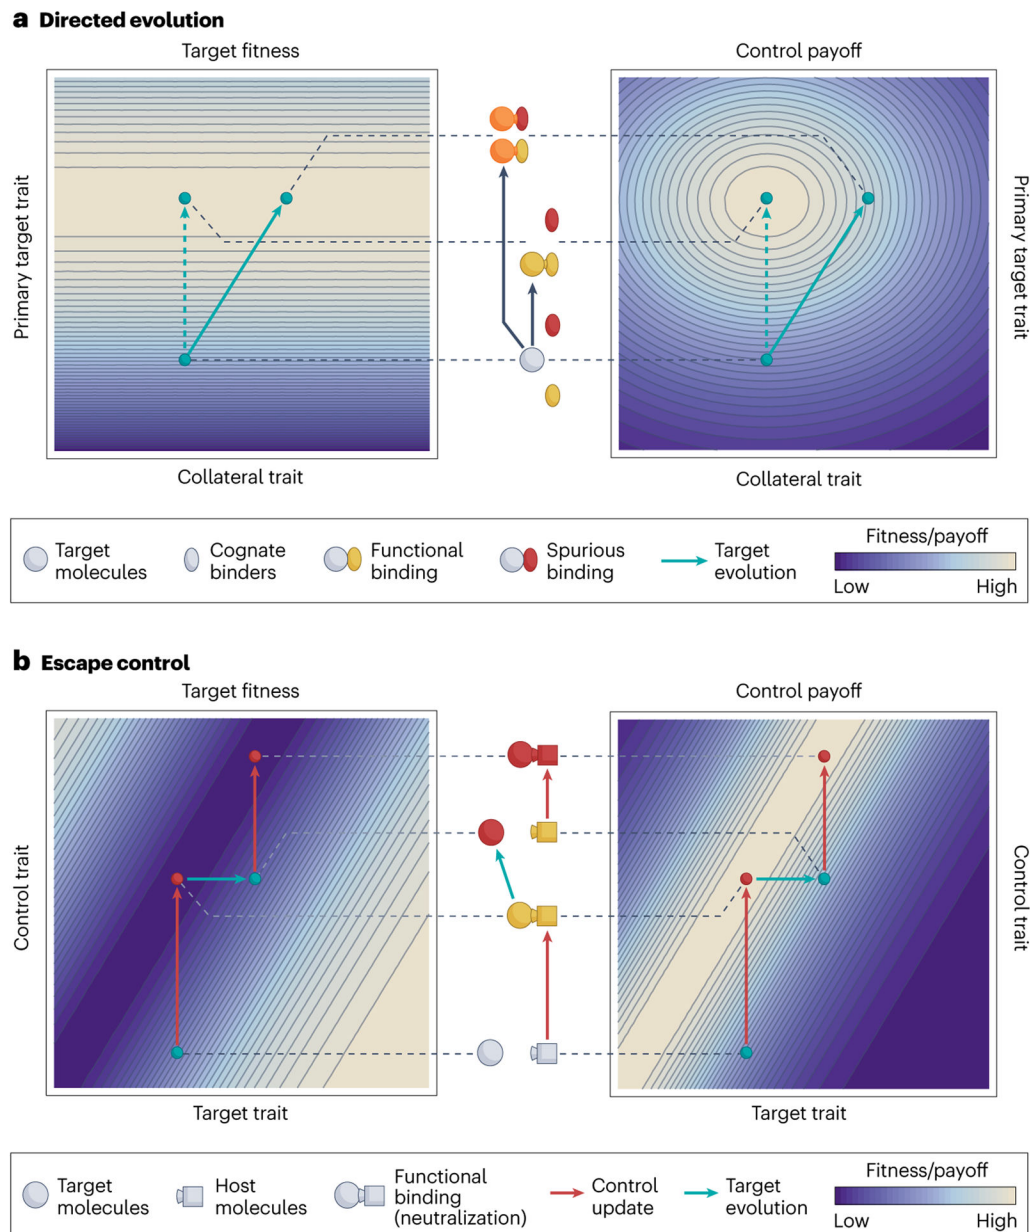 a Directed evolution
Target fitness
Control payoff
Primary target trait
Primary target trait
Collateral trait
Collateral trait
Target
molecules
Cognate
binders
Functional
binding
Spurious
binding
Target
evolution
Fitness/payoff
Low
High
b Escape control
Target fitness
Control payoff
Control trait
Control trait
Target trait
Target trait
Target
molecules
Host
molecules
Functional
binding
(neutralization)
Control
update
Target
evolution
Fitness/payoff
Low
High